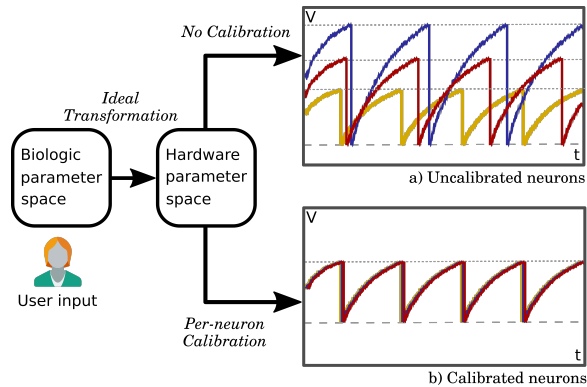 No Calibration
V
t
a) Uncalibrated neurons
Ideal
Transformation
Biologic
parameter
space
Hardware
parameter
space
User input
Per-neuron
Calibration
V
t
b) Calibrated neurons